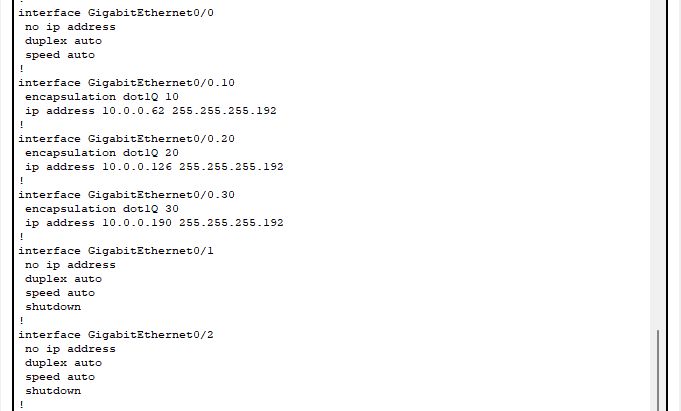 !
interface GigabitEthernet0/0
no ip address
duplex auto
speed auto
!
interface GigabitEthernet0/0.10
encapsulation dot1Q 10
ip address 10.0.0.62 255.255.255.192
!
interface GigabitEthernet0/0.20
encapsulation dot1Q 20
ip address 10.0.0.126 255.255.255.192
!
interface GigabitEthernet0/0.30
encapsulation dot1Q 30
ip address 10.0.0.190 255.255.255.192
!
interface GigabitEthernet0/1
no ip address
duplex auto
speed auto
shutdown
!
interface GigabitEthernet0/2
no ip address
duplex auto
speed auto
shutdown
!